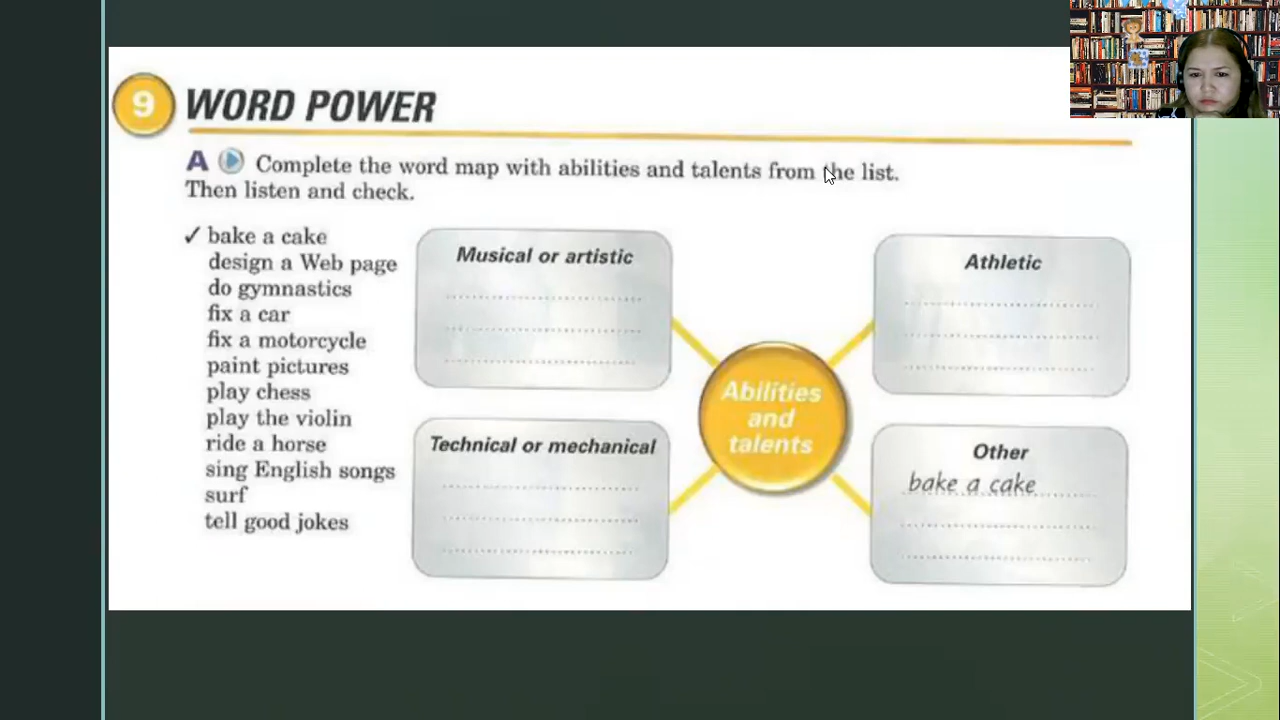 9 WORD POWER
A Complete the word map with abilities and talents from the list.
Then listen and check.
✓ bake a cake
design a Web page
do gymnastics
fix a car
fix a motorcycle
paint pictures
play chess
play the violin
ride a horse
sing English songs
surf
tell good jokes
Musical or artistic
Athletic
Abilities
and
talents
Technical or mechanical
Other
bake a cake